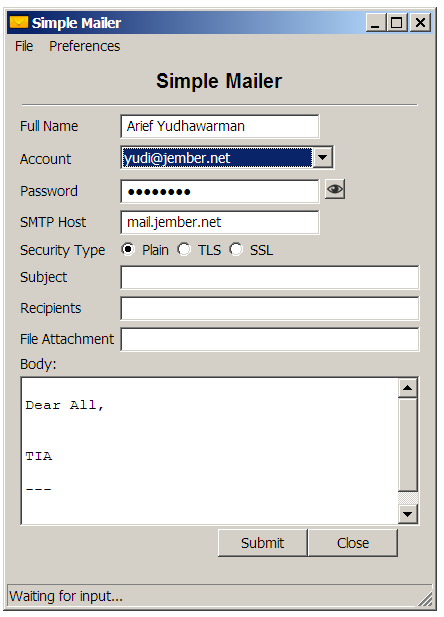 Simple Mailer
File Preferences
Simple Mailer
Full Name Arief Yudhawarman
Account yudi@jember.net
Password ●●●●●●●●
SMTP Host mail.jember.net
Security Type Plain TLS SSL
Subject
Recipients
File Attachment
Body:
Dear All,
TIA
---
Submit Close
Waiting for input...